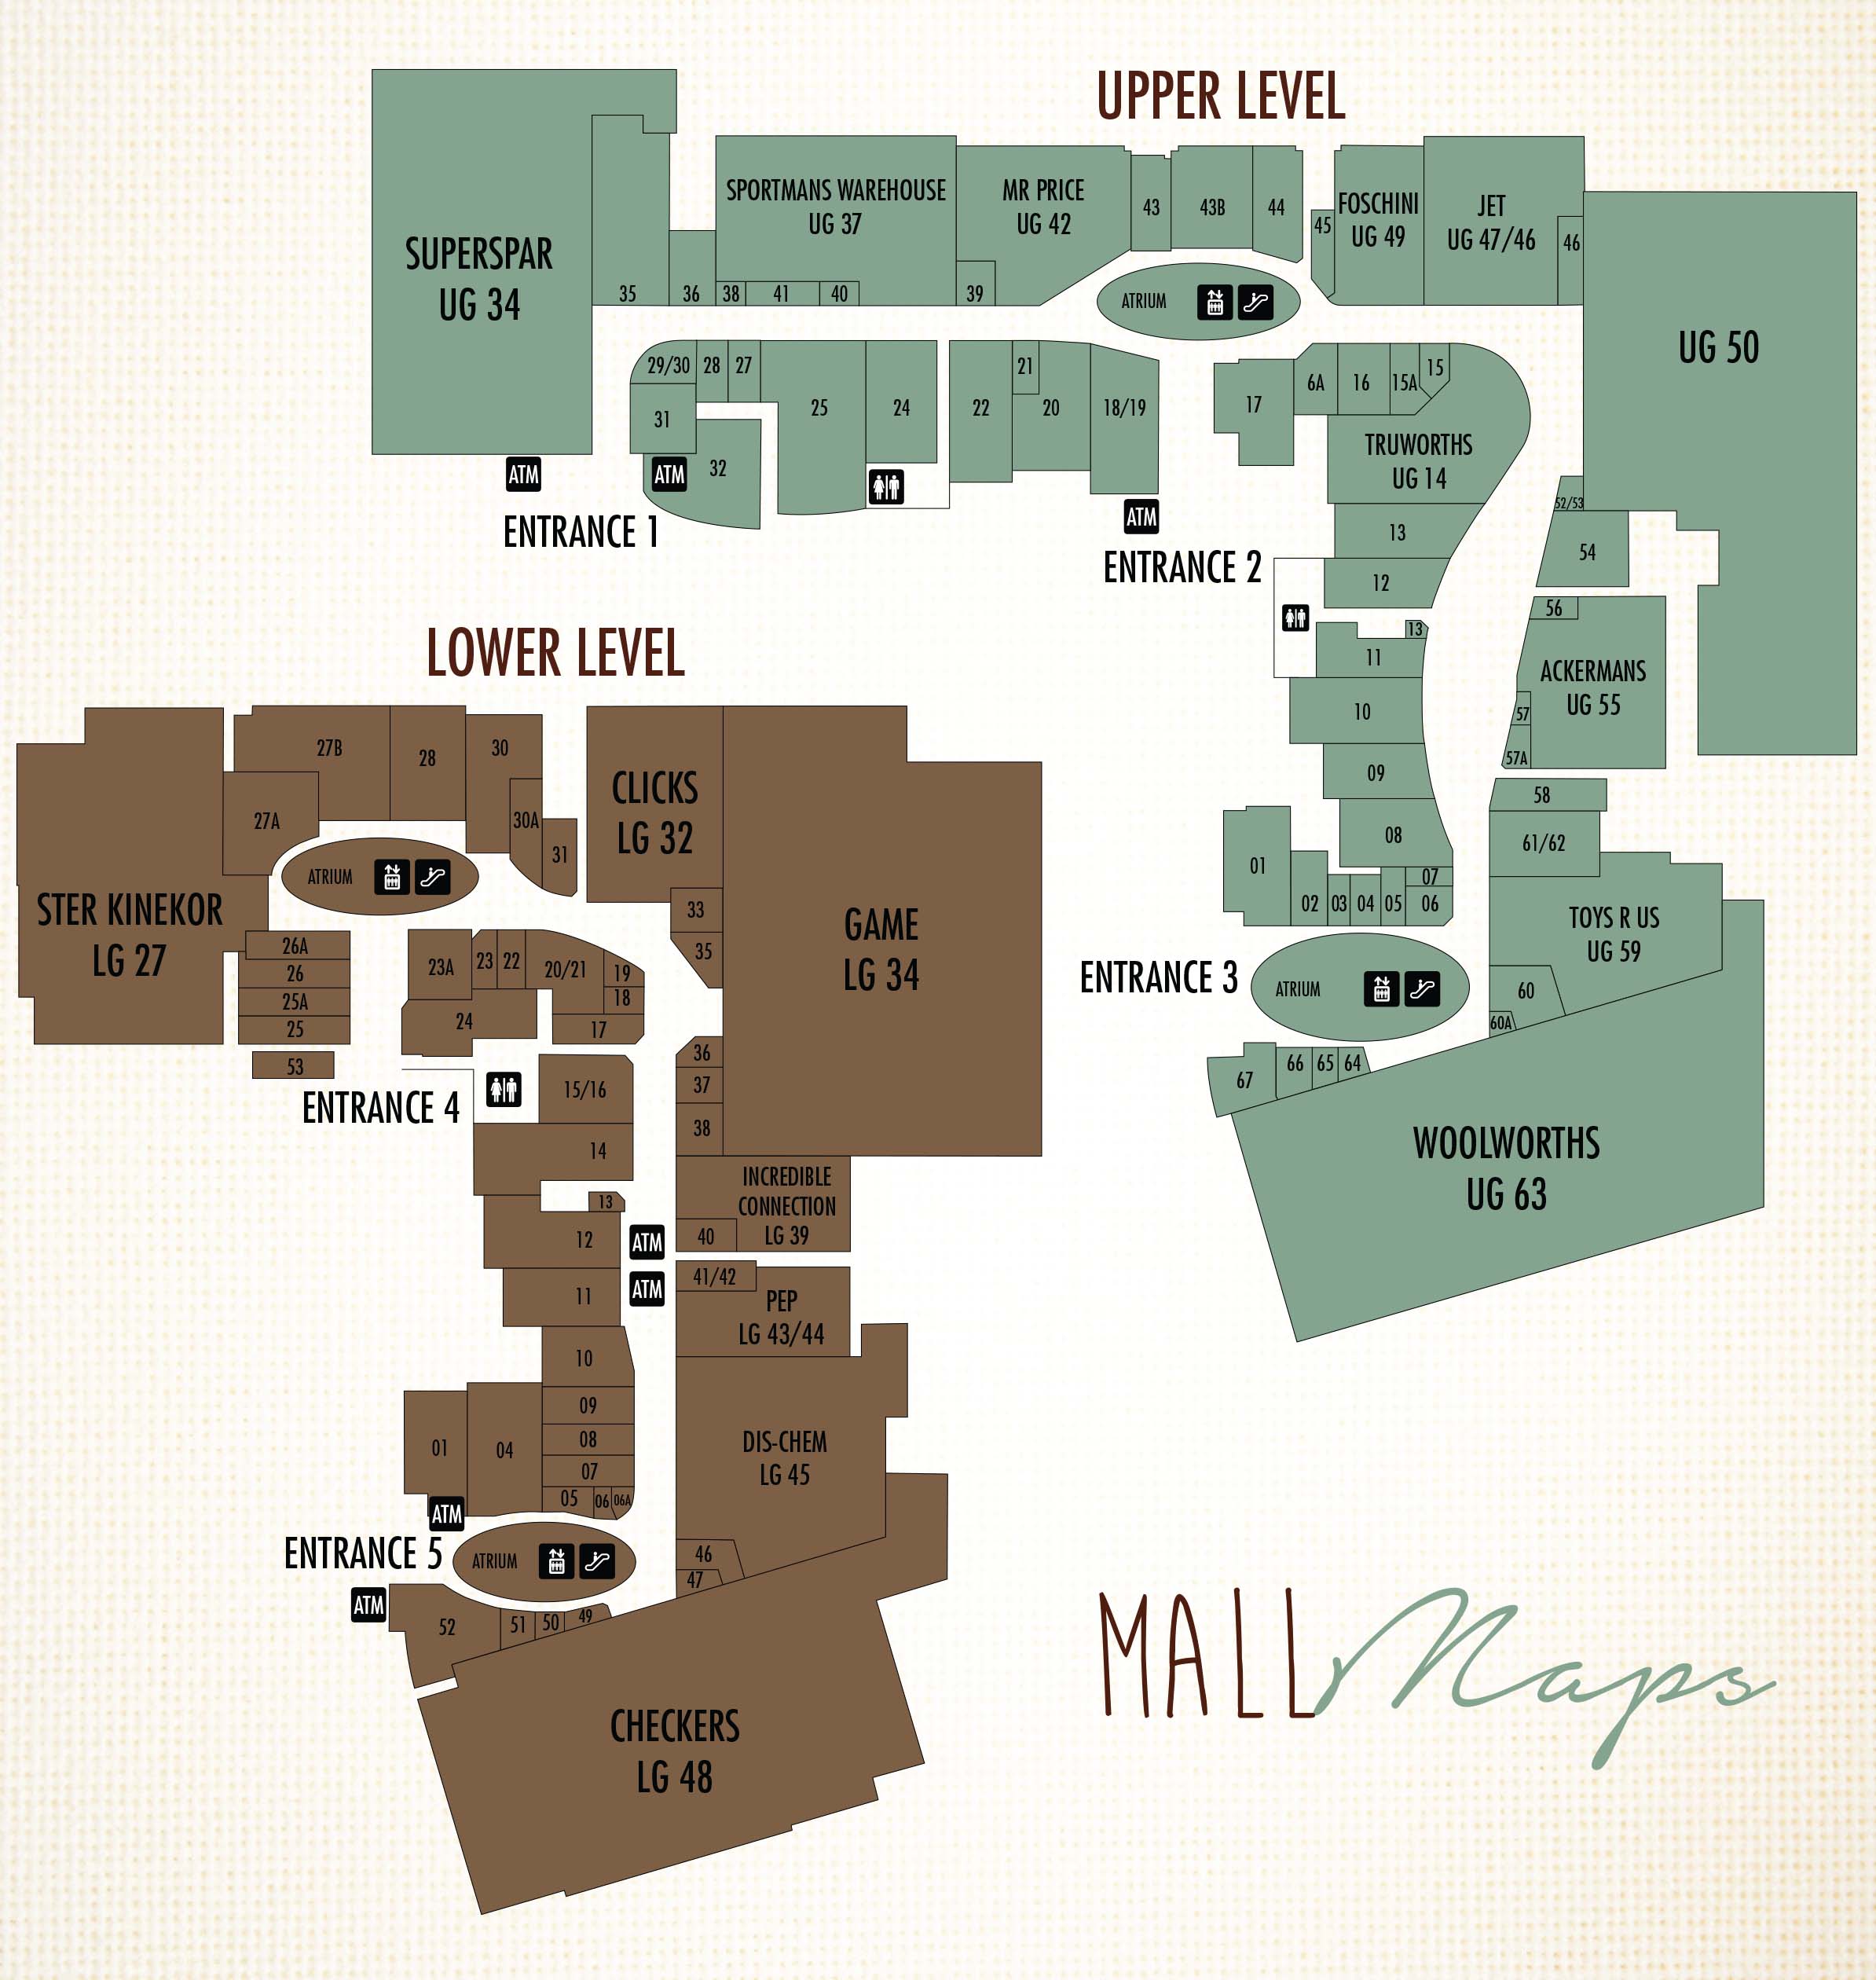 UPPER LEVEL
SUPERSPAR
UG 34
35
36
SPORTMANS WAREHOUSE
UG 37
38
41
40
MR PRICE
UG 42
39
43
43B
44
45
FOSCHINI
UG 49
JET
UG 47/46
46
UG 50
ATRIUM
29/30
28
27
31
32
25
24
22
21
20
18/19
ATM
ATM
ATM
ENTRANCE 1
ENTRANCE 2
17
6A
16
15A
15
TRUWORTHS
UG 14
13
12
13
11
10
09
08
07
06
01
02
03
04
05
52/53
54
56
ACKERMANS
UG 55
57
57A
58
61/62
TOYS R US
UG 59
60
60A
ENTRANCE 3
ATRIUM
67
66
65
64
WOOLWORTHS
UG 63
LOWER LEVEL
STER KINEKOR
LG 27
27A
27B
28
30
30A
31
ATRIUM
CLICKS
LG 32
33
35
GAME
LG 34
26A
26
25A
25
53
23A
23
22
20/21
19
18
17
24
ENTRANCE 4
15/16
14
13
12
11
36
37
38
INCREDIBLE
CONNECTION
LG 39
40
ATM
ATM
41/42
PEP
LG 43/44
10
09
08
07
05
06
06A
01
04
ATM
DIS-CHEM
LG 45
46
47
ENTRANCE 5
ATRIUM
ATM
52
51
50
49
CHECKERS
LG 48
MALL Maps